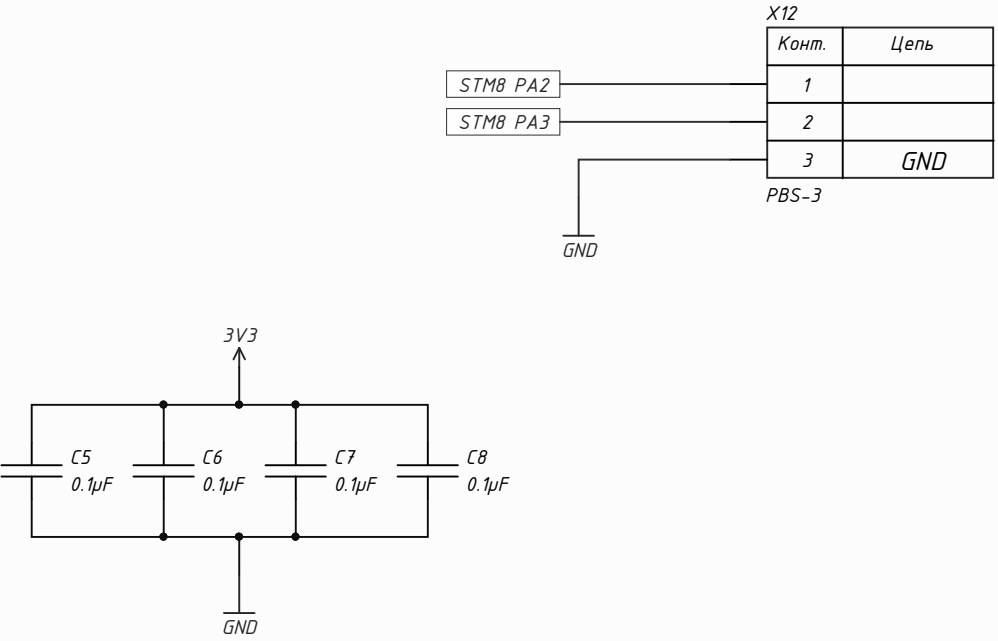 X12
Конт. Цепь
STM8 PA2 1
STM8 PA3 2
3 GND
PBS-3
GND
3V3
C5 C6 C7 C8
0.1µF 0.1µF 0.1µF 0.1µF
GND